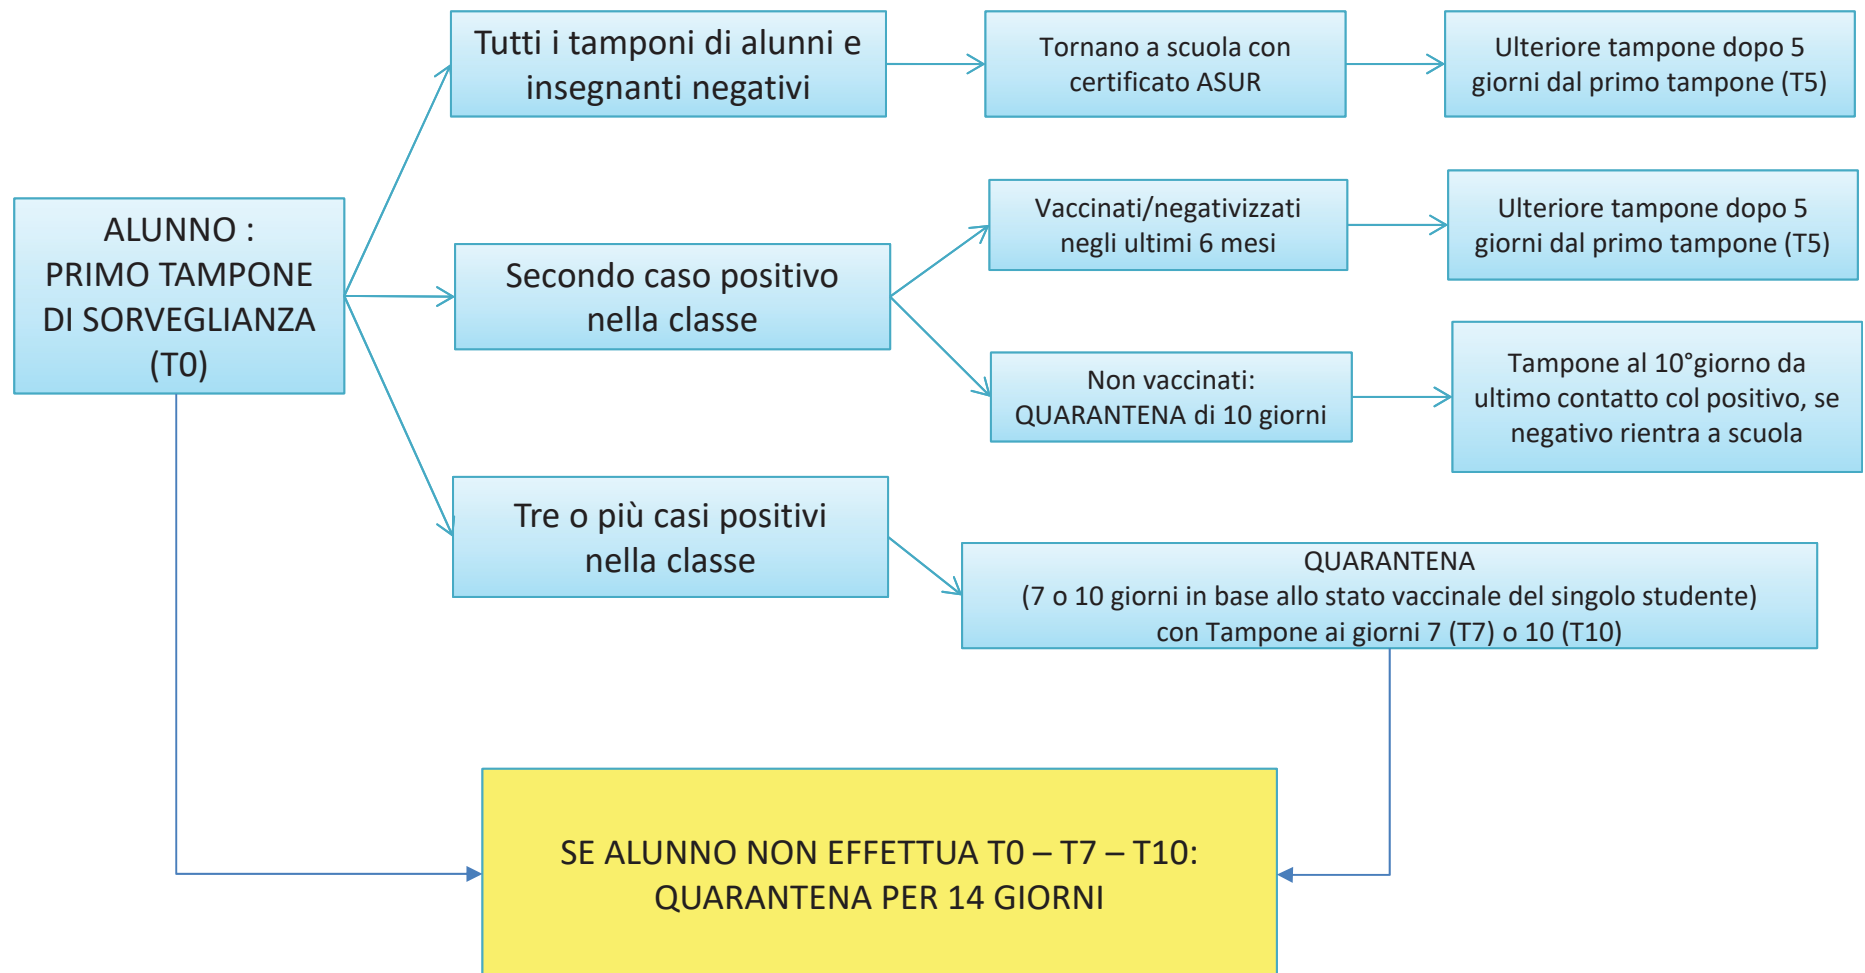 ALUNNO :
PRIMO TAMPONE
DI SORVEGLIANZA
(T0)
Tutti i tamponi di alunni e
insegnanti negativi
Tornano a scuola con
certificato ASUR
Ulteriore tampone dopo 5
giorni dal primo tampone (T5)
Secondo caso positivo
nella classe
Vaccinati/negativizzati
negli ultimi 6 mesi
Ulteriore tampone dopo 5
giorni dal primo tampone (T5)
Non vaccinati:
QUARANTENA di 10 giorni
Tampone al 10°giorno da
ultimo contatto col positivo, se
negativo rientra a scuola
Tre o più casi positivi
nella classe
QUARANTENA
(7 o 10 giorni in base allo stato vaccinale del singolo studente)
con Tampone ai giorni 7 (T7) o 10 (T10)
SE ALUNNO NON EFFETTUA T0 – T7 – T10:
QUARANTENA PER 14 GIORNI